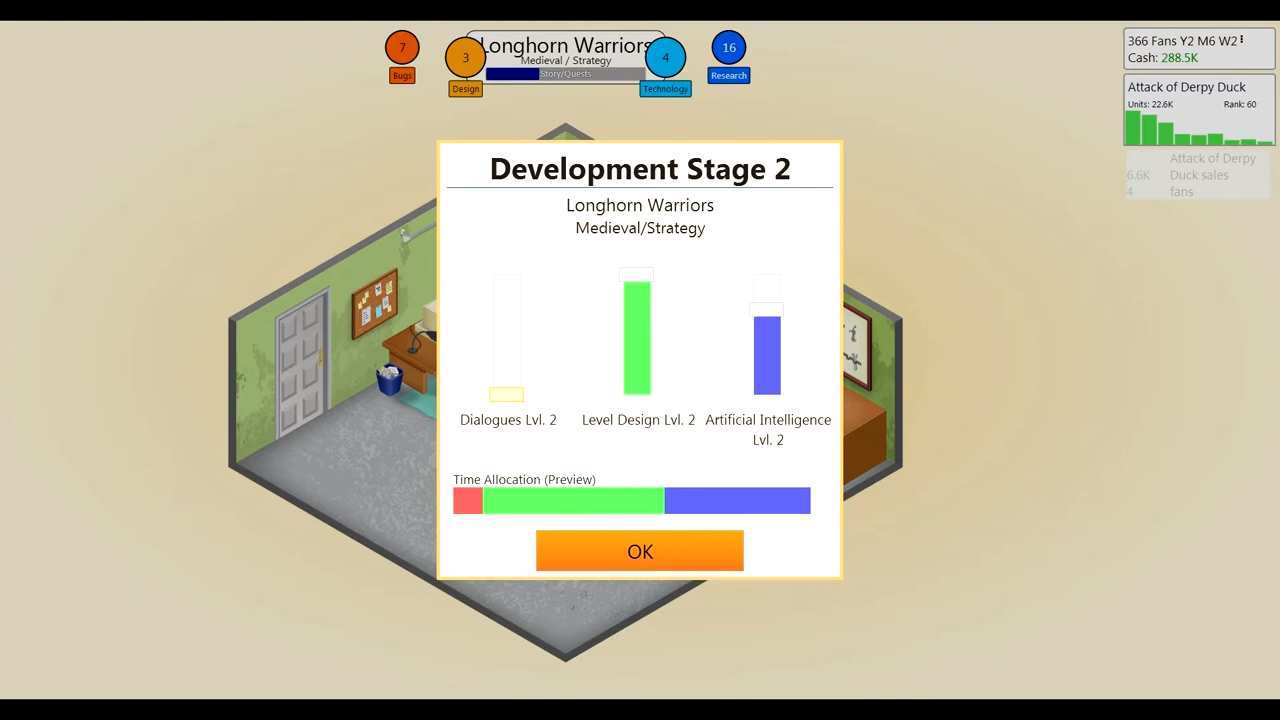 7
Bugs
3
Design
Longhorn Warriors
Medieval / Strategy
Story/Quests
4
Technology
16
Research
366 Fans Y2 M6 W2
Cash: 288.5K
Attack of Derpy Duck
Units: 22.6K Rank: 60
6.6K Attack of Derpy Duck sales
4 fans
Development Stage 2
Longhorn Warriors
Medieval/Strategy
Dialogues Lvl. 2
Level Design Lvl. 2
Artificial Intelligence
Lvl. 2
Time Allocation (Preview)
OK